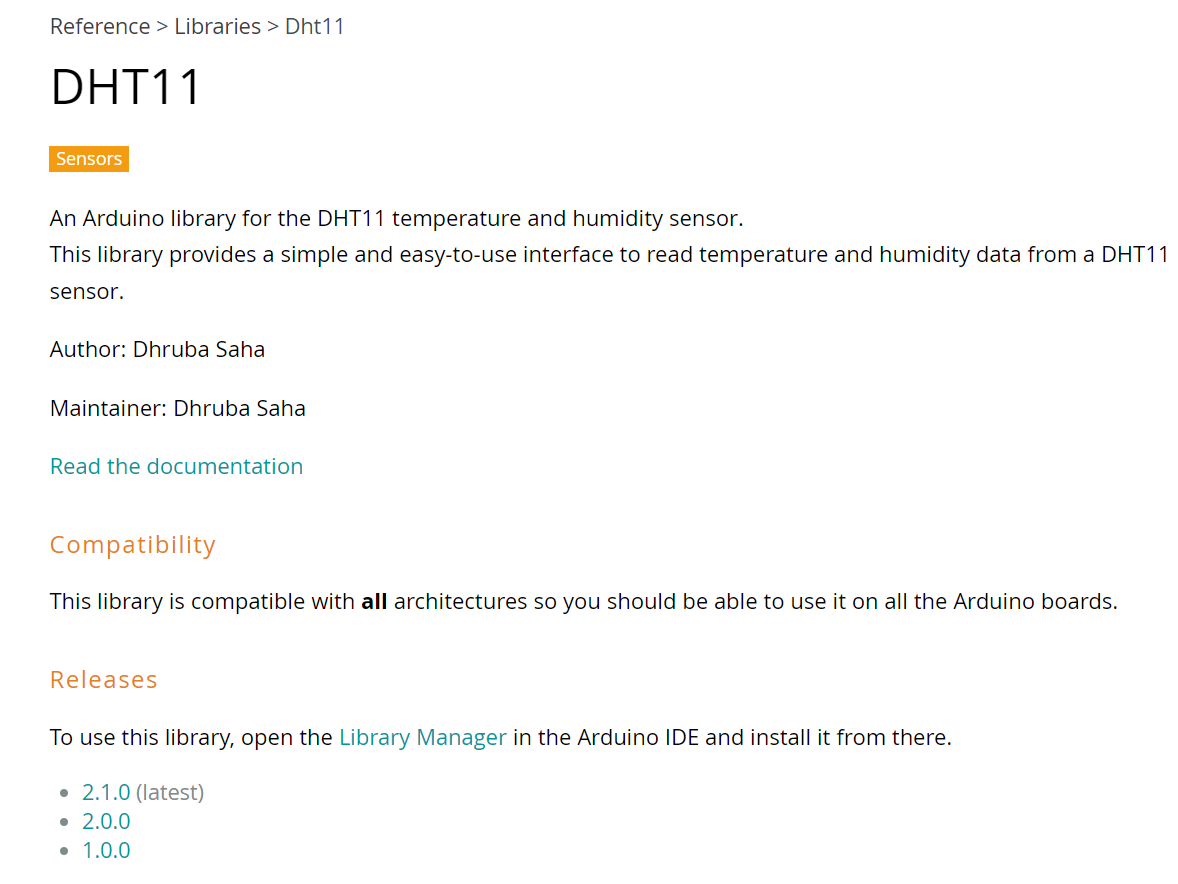 Reference > Libraries > Dht11
DHT11
Sensors
An Arduino library for the DHT11 temperature and humidity sensor.
This library provides a simple and easy-to-use interface to read temperature and humidity data from a DHT11
sensor.
Author: Dhruba Saha
Maintainer: Dhruba Saha
Read the documentation
Compatibility
This library is compatible with all architectures so you should be able to use it on all the Arduino boards.
Releases
To use this library, open the Library Manager in the Arduino IDE and install it from there.
• 2.1.0 (latest)
• 2.0.0
• 1.0.0